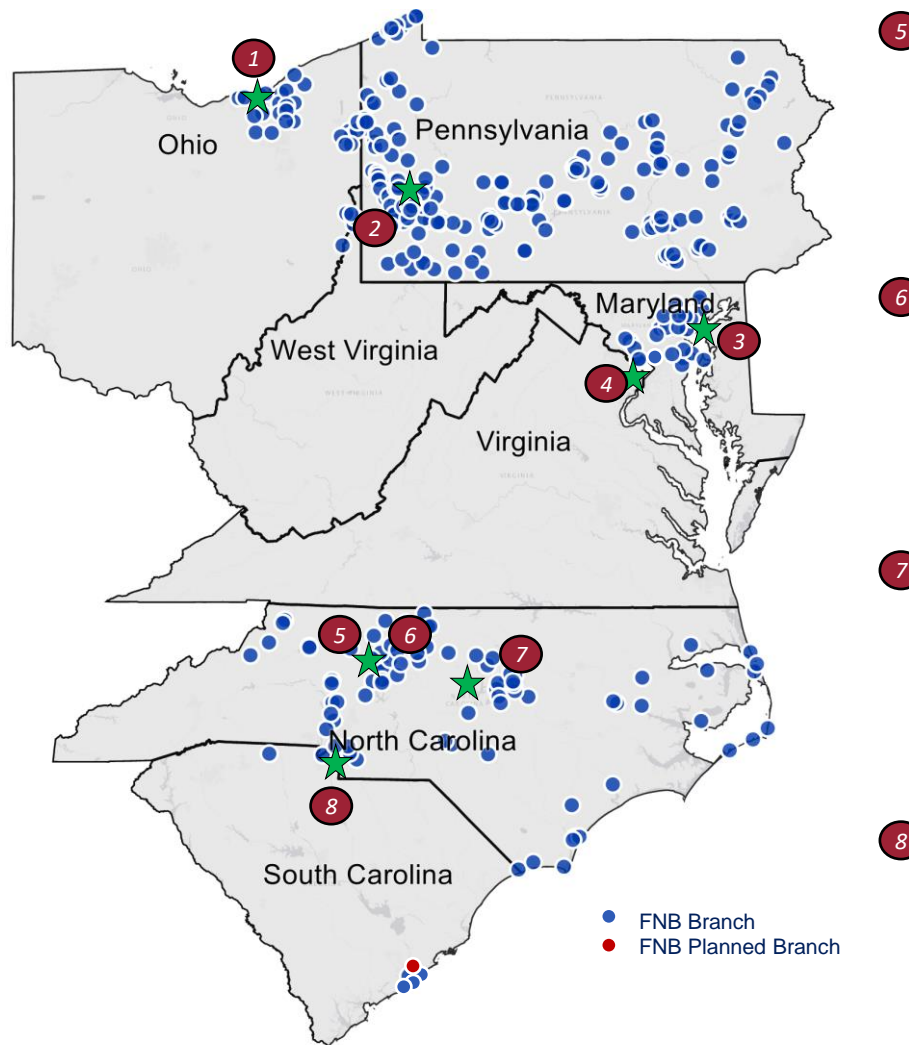 1
5
Ohio
Pennsylvania
2
Maryland
6
3
West Virginia
4
Virginia
7
5
6
7
North Carolina
8
8
South Carolina
FNB Branch
FNB Planned Branch